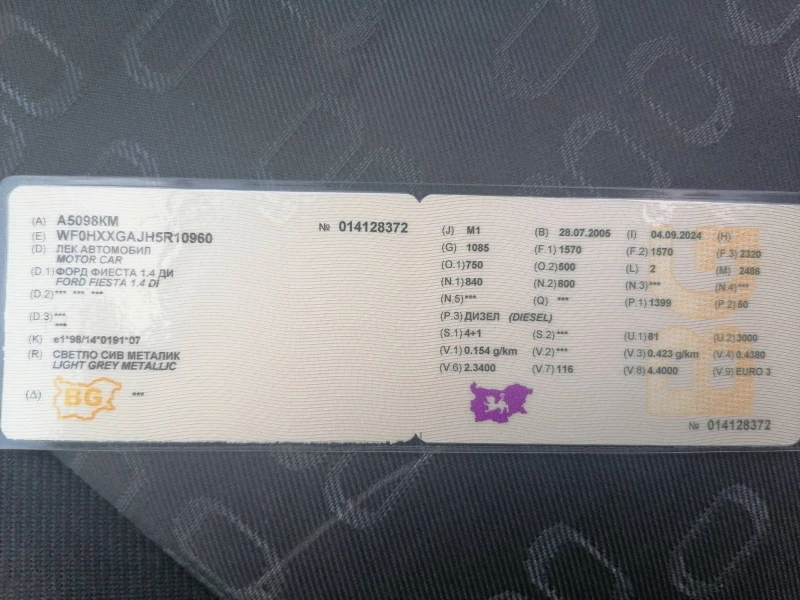 (A) A5098KM
№ 014128372
(E) WF0HXXGAJH5R10960
(D) ЛЕК АВТОМОБИЛ
MOTOR CAR
(D.1) ФОРД ФИЕСТА 1.4 ДИ
FORD FIESTA 1.4 DI
(D.2) *** *** ***
(D.3) ***
***
(K) e1*98/14*0191*07
(R) СВЕТЛО СИВ МЕТАЛИК
LIGHT GREY METALLIC
(Δ) BG ***
(J) M1 (B) 28.07.2005 (I) 04.09.2024 (H)
(G) 1085 (F.1) 1570 (F.2) 1570 (F.3) 2320
(O.1) 750 (O.2) 500 (L) 2 (M) 2486
(N.1) 840 (N.2) 800 (N.3) *** (N.4) ***
(N.5) *** (Q) *** (P.1) 1399 (P.2) 50
(P.3) ДИЗЕЛ (DIESEL)
(S.1) 4+1 (S.2) *** (U.1) 81 (U.2) 3000
(V.1) 0.154 g/km (V.2) *** (V.3) 0.423 g/km (V.4) 0.4380
(V.6) 2.3400 (V.7) 116 (V.8) 4.4000 (V.9) EURO 3
№ 014128372